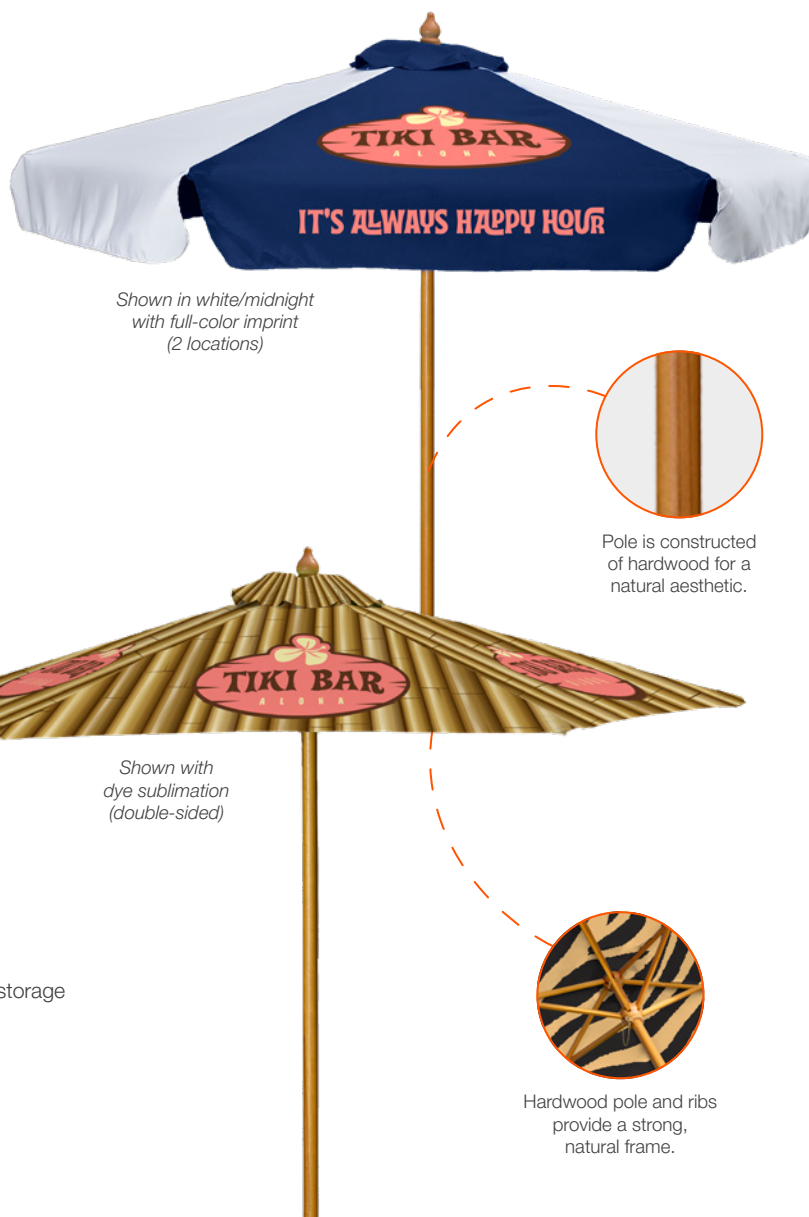 TIKI BAR
ALOHA
IT'S ALWAYS HAPPY HOUR
Shown in white/midnight
with full-color imprint
(2 locations)
Pole is constructed
of hardwood for a
natural aesthetic.
TIKI BAR
ALOHA
Shown with
dye sublimation
(double-sided)
storage
Hardwood pole and ribs
provide a strong,
natural frame.